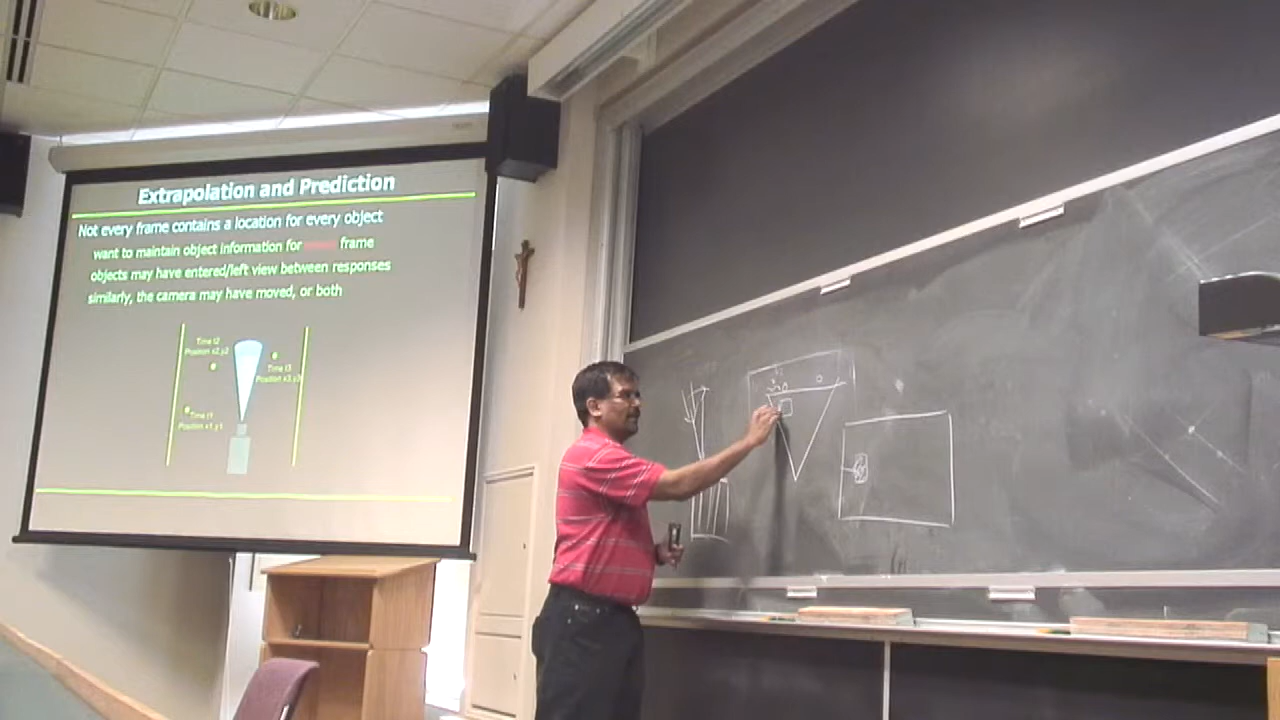 Extrapolation and Prediction
Not every frame contains a location for every object
want to maintain object information for frame
objects may have entered/left view between responses
similarly, the camera may have moved, or both
Time t2
Position x2,y2
Time t3
Position x3,y3
Time t1
Position x1,y1